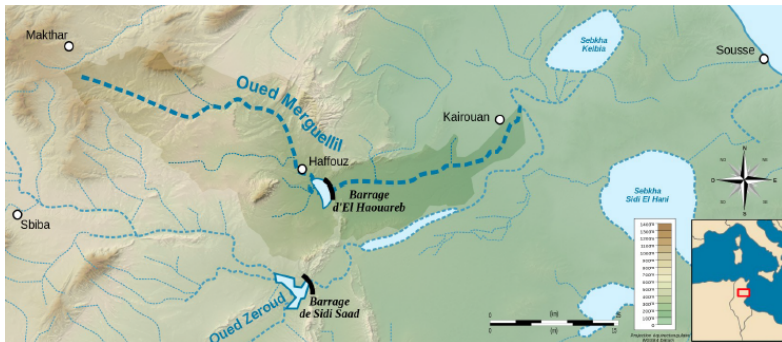 Makthar
Oued Merguellil
Sebkha
Kelbia
Sousse
Kairouan
Haffouz
Barrage
d'El Haouareb
Sebkha
Sidi El Hani
Sbiba
Oued Zeroud
Barrage
de Sidi Saad
N